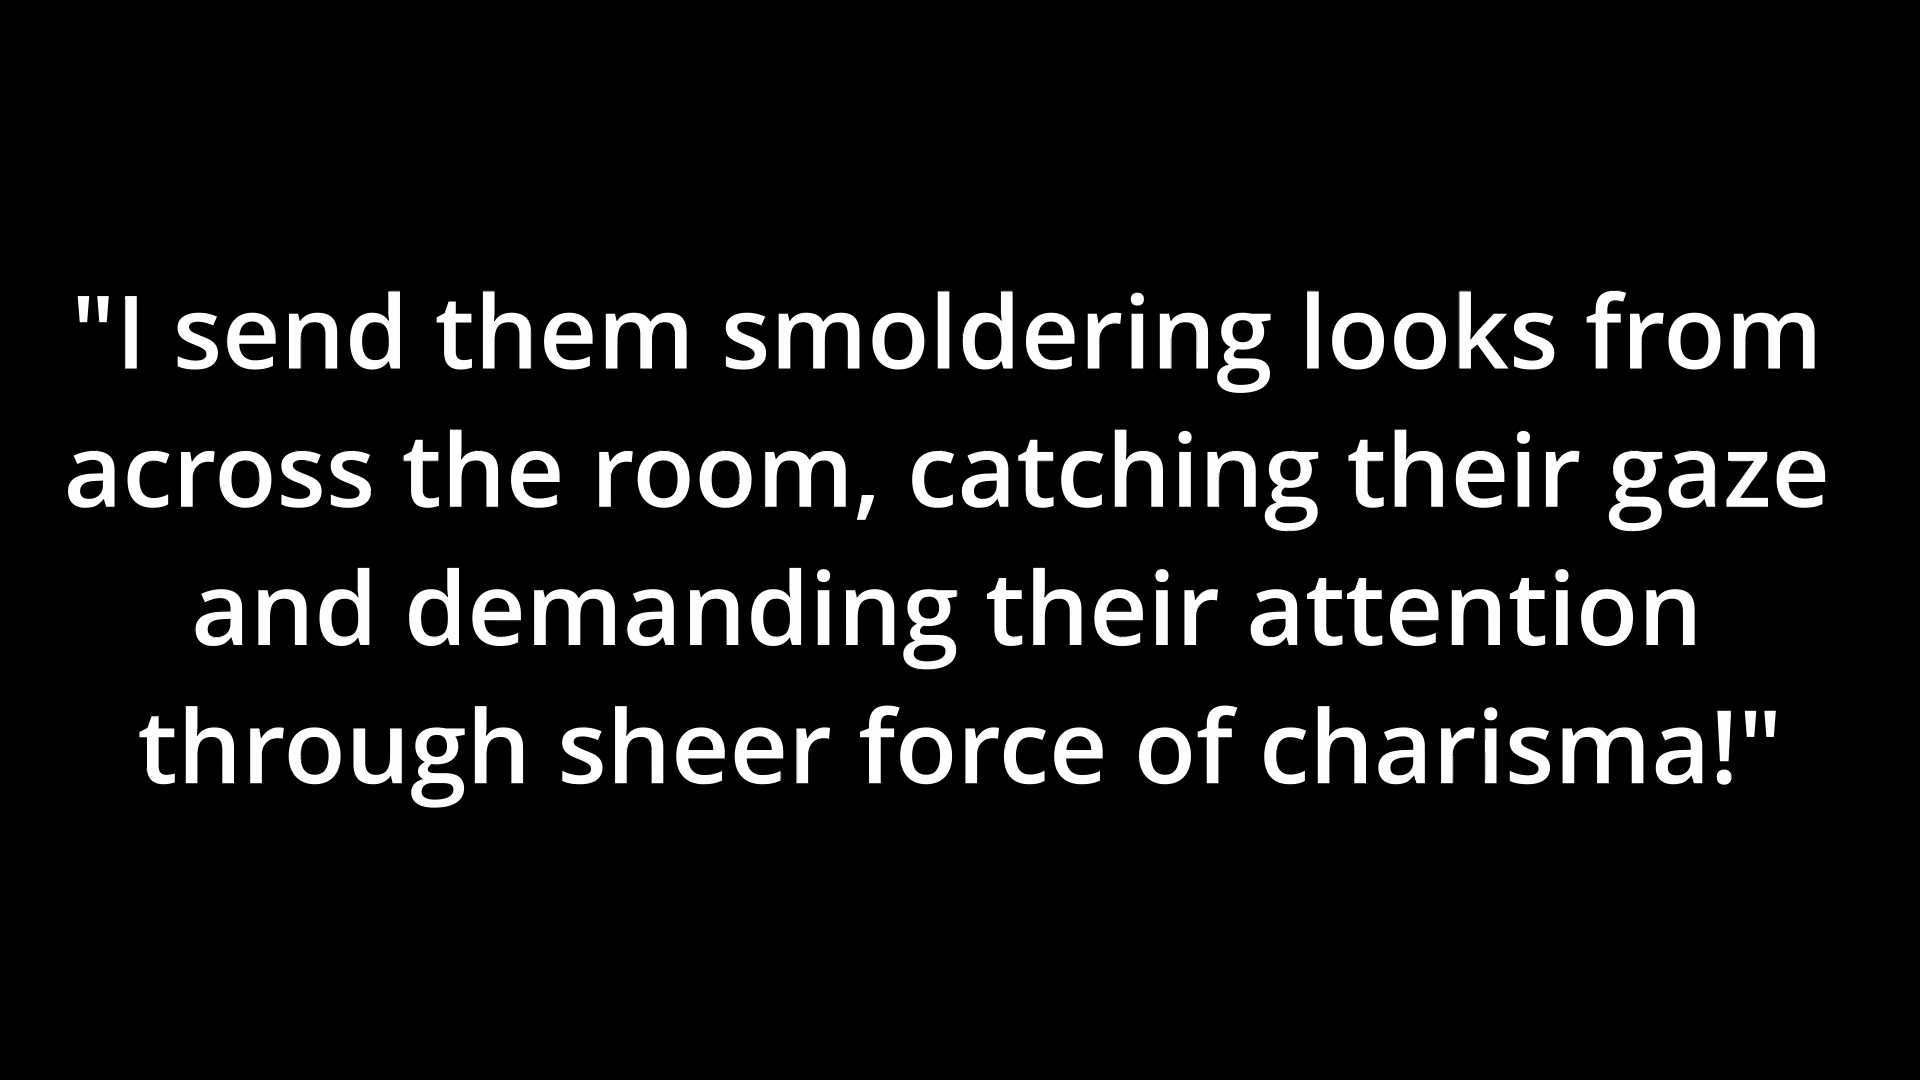 "I send them smoldering looks from
across the room, catching their gaze
and demanding their attention
through sheer force of charisma!"